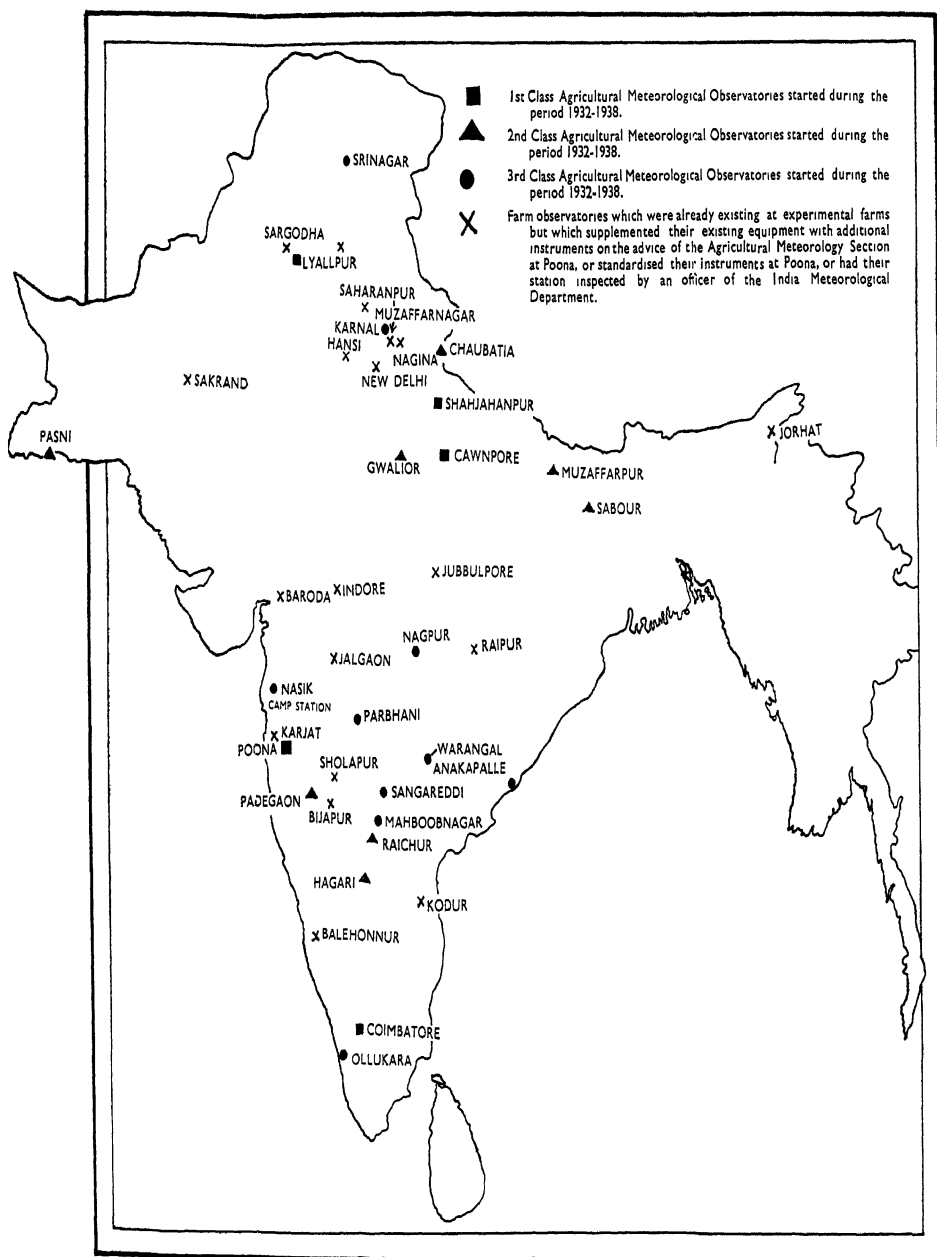 1st Class Agricultural Meteorological Observatories started during the
period 1932-1938.
2nd Class Agricultural Meteorological Observatories started during the
period 1932-1938.
3rd Class Agricultural Meteorological Observatories started during the
period 1932-1938.
Farm observatories which were already existing at experimental farms
but which supplemented their existing equipment with additional
instruments on the advice of the Agricultural Meteorology Section
at Poona, or standardised their instruments at Poona, or had their
station inspected by an officer of the India Meteorological
Department.
SRINAGAR
SARGODHA
LYALLPUR
SAHARANPUR
MUZAFFARNAGAR
KARNAL
HANSI
NAGINA
CHAUBATIA
NEW DELHI
SAKRAND
SHAHJAHANPUR
JORHAT
PASNI
GWALIOR
CAWNPORE
MUZAFFARPUR
SABOUR
JUBBULPORE
BARODA
INDORE
NAGPUR
RAIPUR
JALGAON
NASIK
CAMP STATION
PARBHANI
KARJAT
POONA
WARANGAL
ANAKAPALLE
SHOLAPUR
SANGAREDDI
PADEGAON
BIJAPUR
MAHBOOBNAGAR
RAICHUR
HAGARI
KODUR
BALEHONNUR
COIMBATORE
OLLUKARA